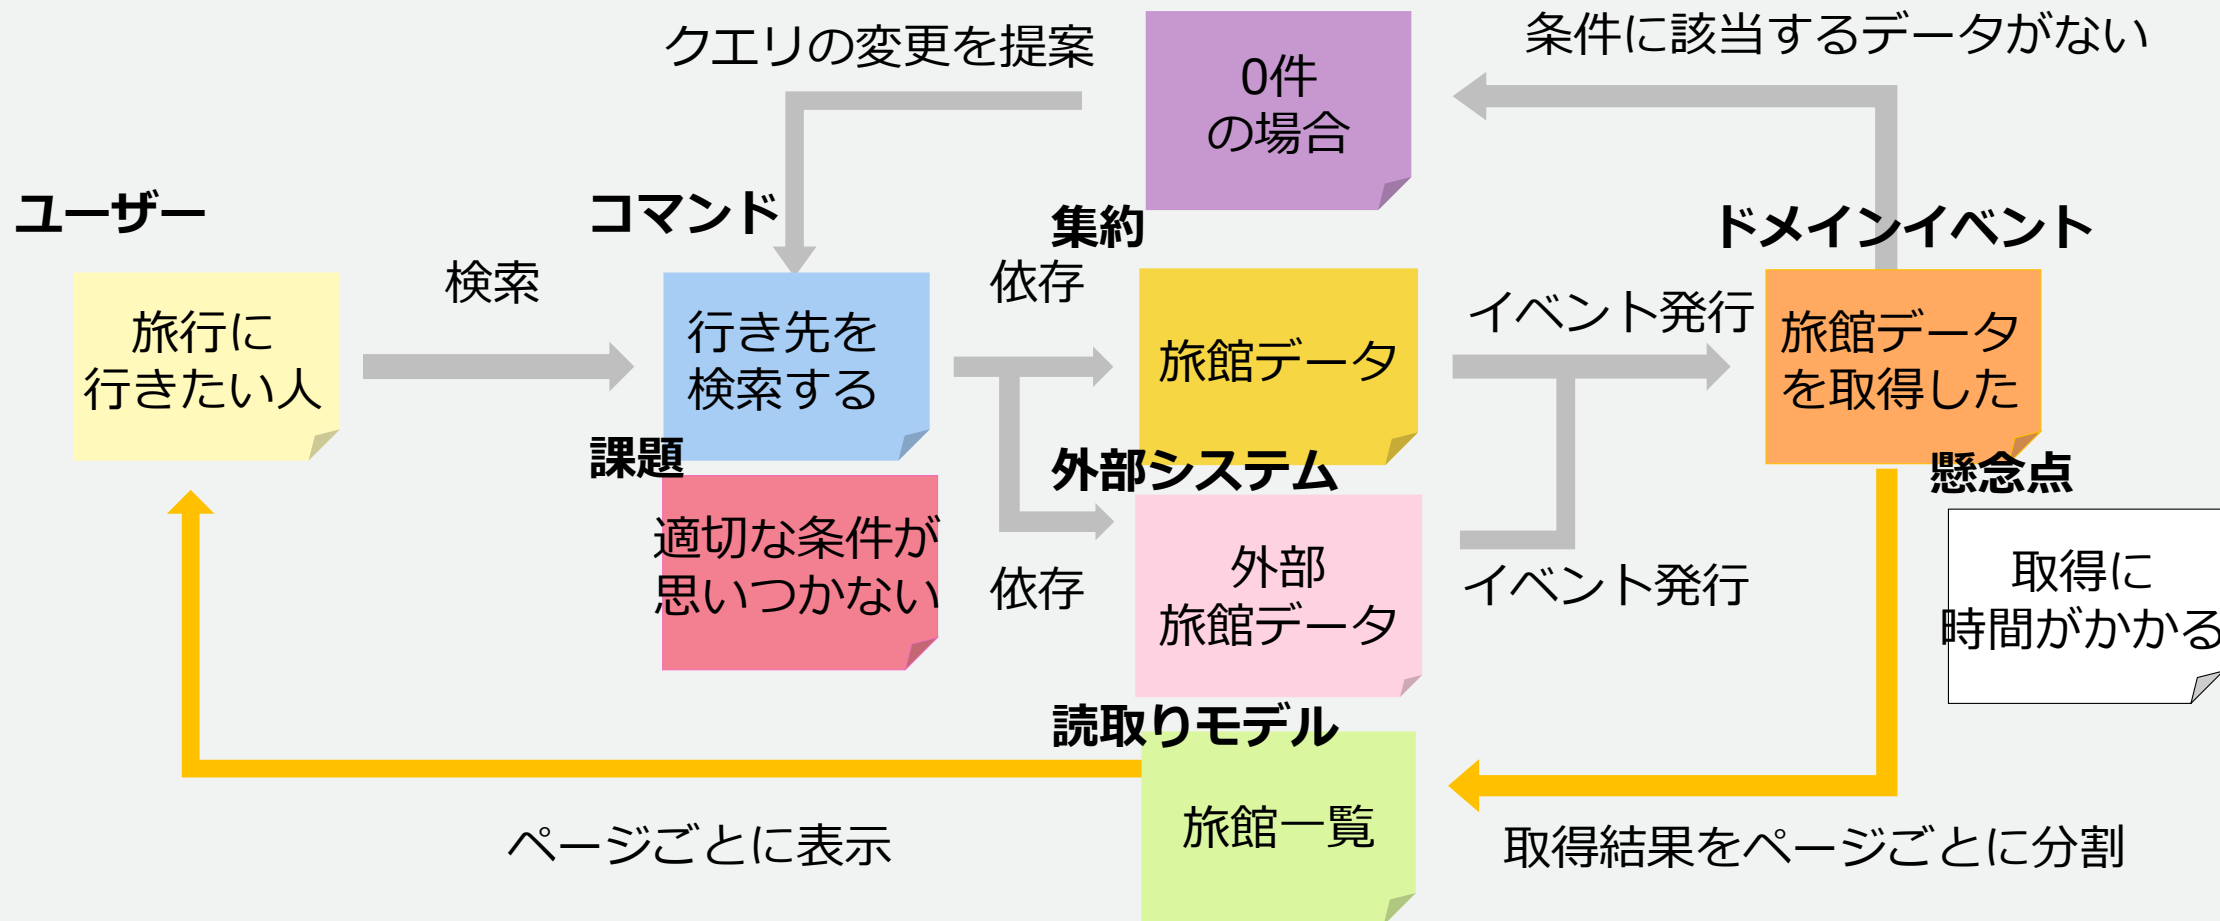 クエリの変更を提案
0件
の場合
条件に該当するデータがない
ユーザー
コマンド
集約
ドメインイベント
旅行に
行きたい人
検索
行き先を
検索する
依存
旅館データ
イベント発行
旅館データ
を取得した
課題
適切な条件が
思いつかない
外部システム
依存
外部
旅館データ
イベント発行
懸念点
取得に
時間がかかる
読取りモデル
旅館一覧
ページごとに表示
取得結果をページごとに分割